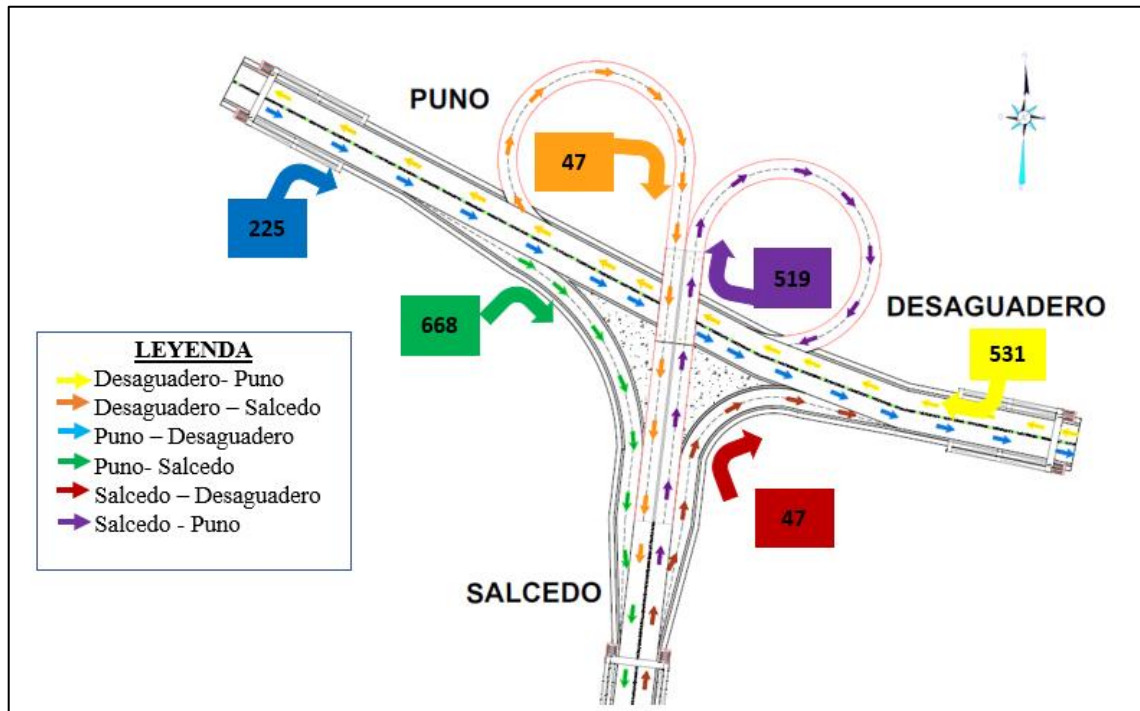 PUNO
47
225
519
DESAGUADERO
668
531
LEYENDA
Desaguadero- Puno
Desaguadero – Salcedo
Puno – Desaguadero
Puno- Salcedo
Salcedo – Desaguadero
Salcedo - Puno
47
SALCEDO